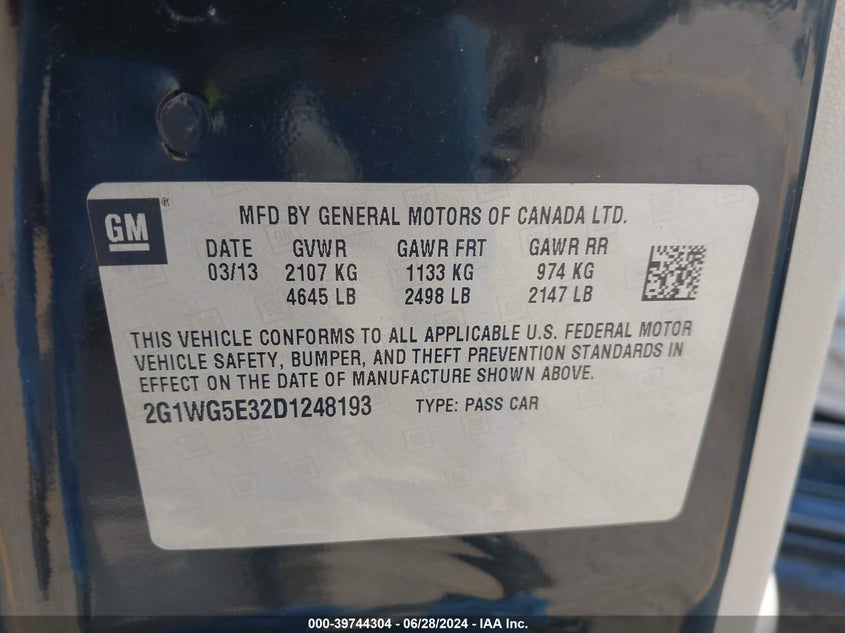 GM ®
MFD BY GENERAL MOTORS OF CANADA LTD.
DATE GVWR GAWR FRT GAWR RR
03/13 2107 KG 1133 KG 974 KG
4645 LB 2498 LB 2147 LB
THIS VEHICLE CONFORMS TO ALL APPLICABLE U.S. FEDERAL MOTOR
VEHICLE SAFETY, BUMPER, AND THEFT PREVENTION STANDARDS IN
EFFECT ON THE DATE OF MANUFACTURE SHOWN ABOVE.
2G1WG5E32D1248193 TYPE: PASS CAR
000-39744304 | 06/28/2024 - IAA Inc.